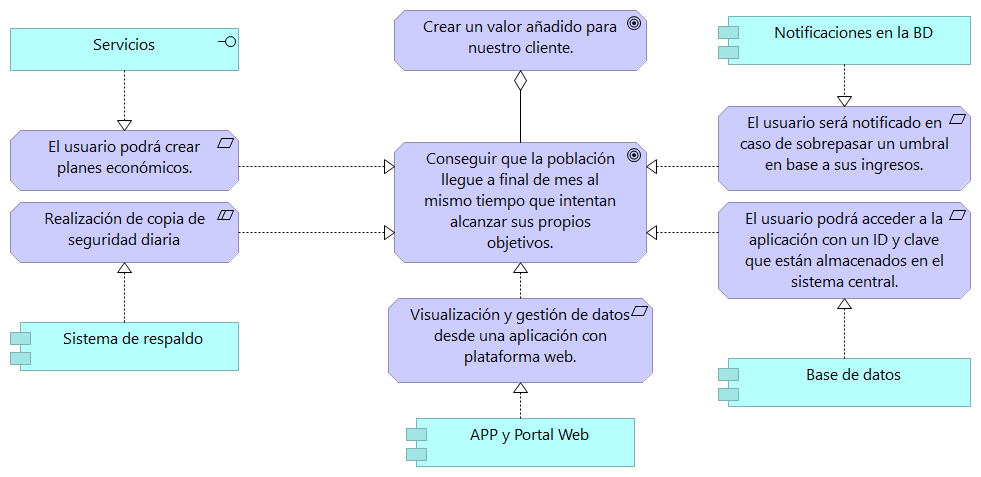 Servicios
Crear un valor añadido para
nuestro cliente.
Notificaciones en la BD
El usuario podrá crear
planes económicos.
Conseguir que la población
llegue a final de mes al
mismo tiempo que intentan
alcanzar sus propios
objetivos.
El usuario será notificado en
caso de sobrepasar un umbral
en base a sus ingresos.
Realización de copia de
seguridad diaria
El usuario podrá acceder a la
aplicación con un ID y clave
que están almacenados en el
sistema central.
Sistema de respaldo
Visualización y gestión de datos
desde una aplicación con
plataforma web.
Base de datos
APP y Portal Web